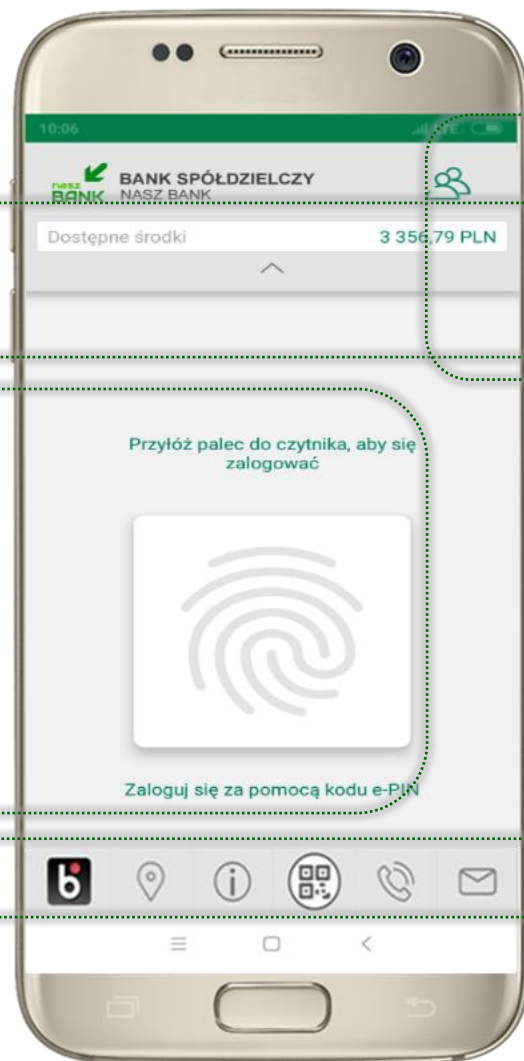 10:06
LTE
nasz
BANK
BANK SPÓŁDZIELCZY
NASZ BANK
Dostępne środki 3 356,79 PLN
Przyłóż palec do czytnika, aby się
zalogować
Zaloguj się za pomocą kodu e-PIN
b